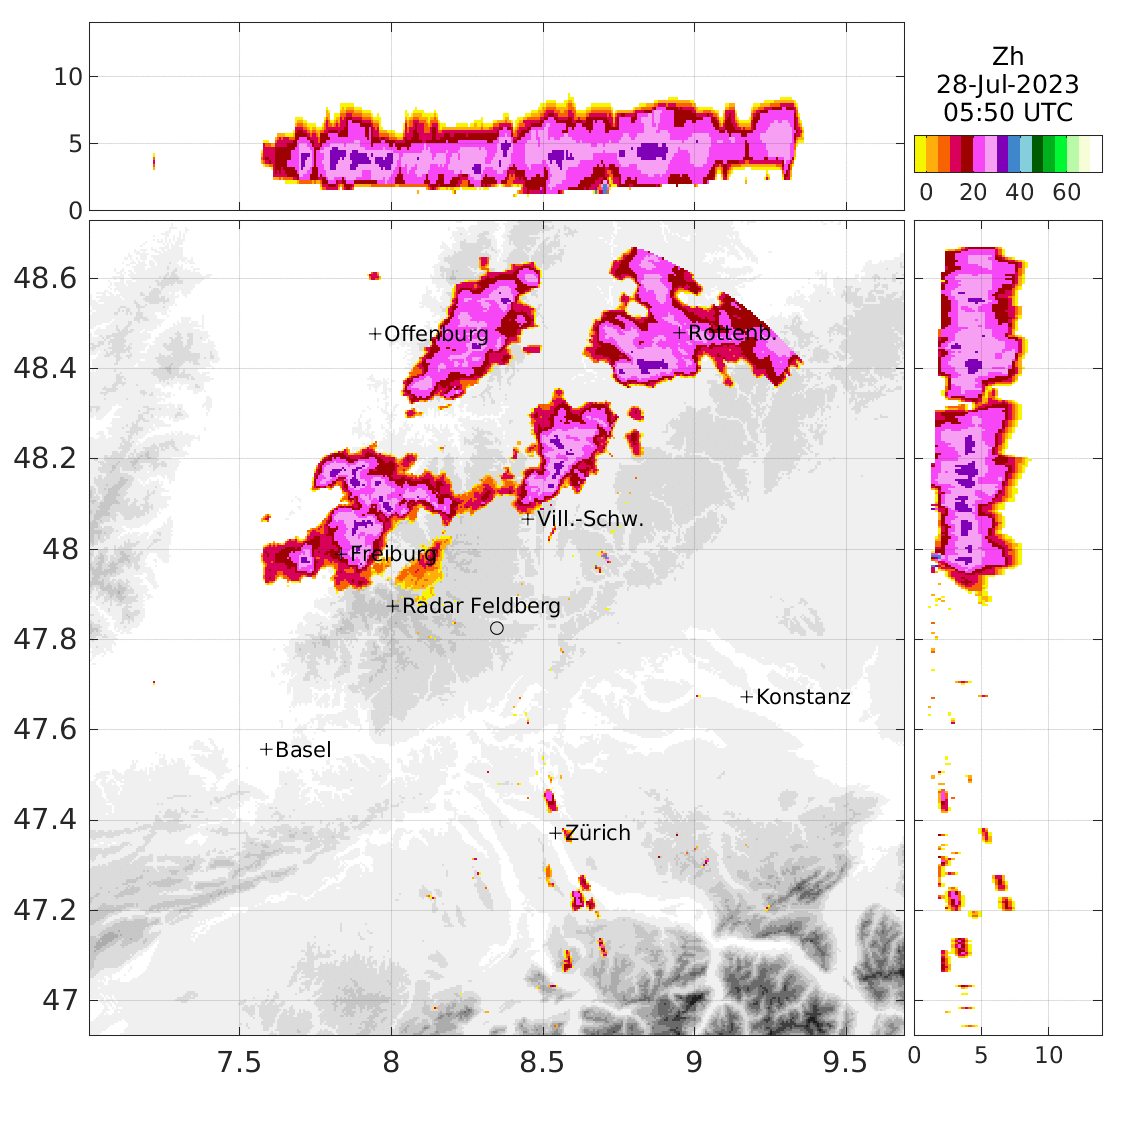 Zh
28-Jul-2023
05:50 UTC
10
5
0
0 20 40 60
48.6
Offenburg
Rottenb.
48.4
48.2
Vill.-Schw.
48
Freiburg
Radar Feldberg
47.8
Konstanz
47.6
Basel
47.4
Zürich
47.2
47
7.5 8 8.5 9 9.5
0 5 10